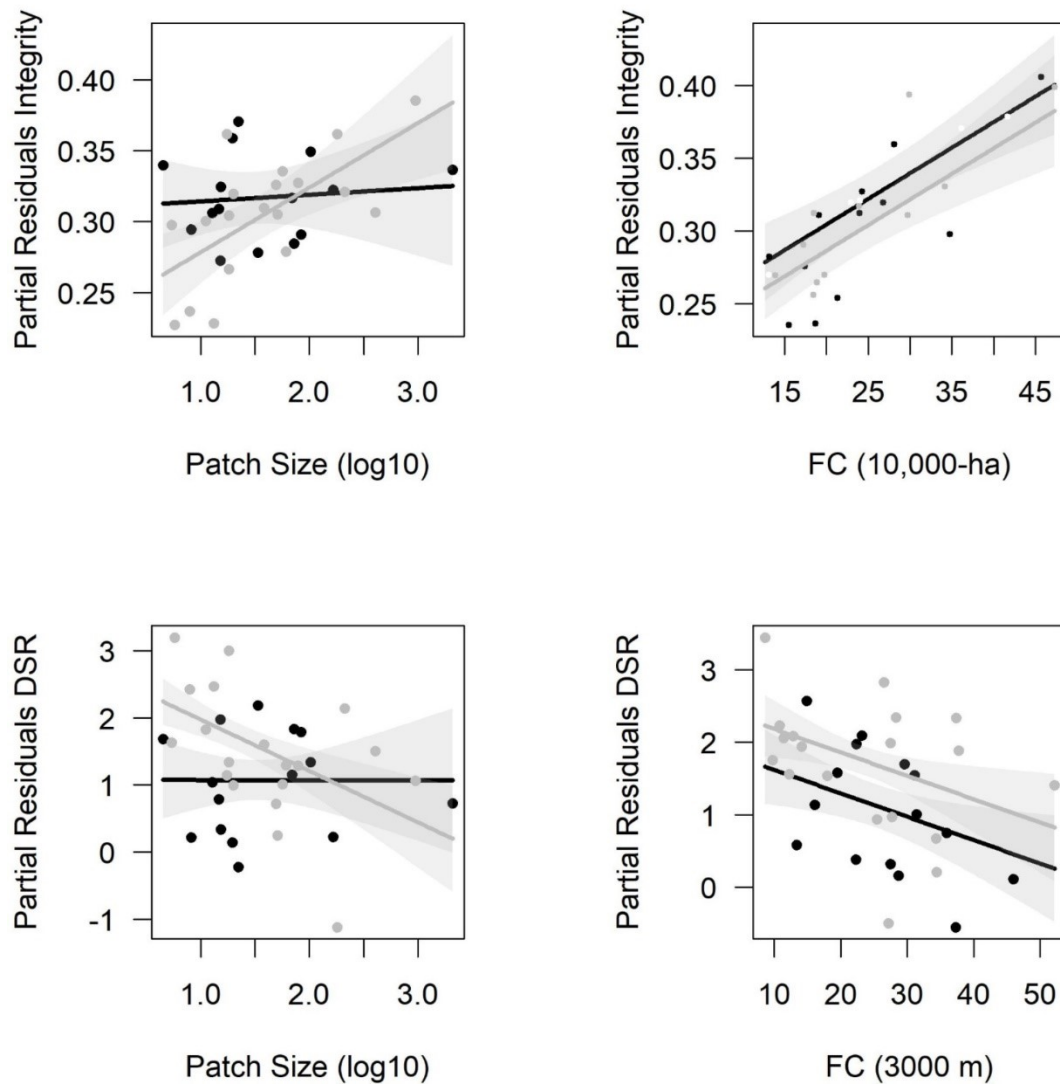 Partial Residuals Integrity
0.40
0.35
0.30
0.25
1.0 2.0 3.0
Patch Size (log10)
Partial Residuals Integrity
0.40
0.35
0.30
0.25
15 25 35 45
FC (10,000-ha)
Partial Residuals DSR
3
2
1
0
-1
1.0 2.0 3.0
Patch Size (log10)
Partial Residuals DSR
3
2
1
0
10 20 30 40 50
FC (3000 m)